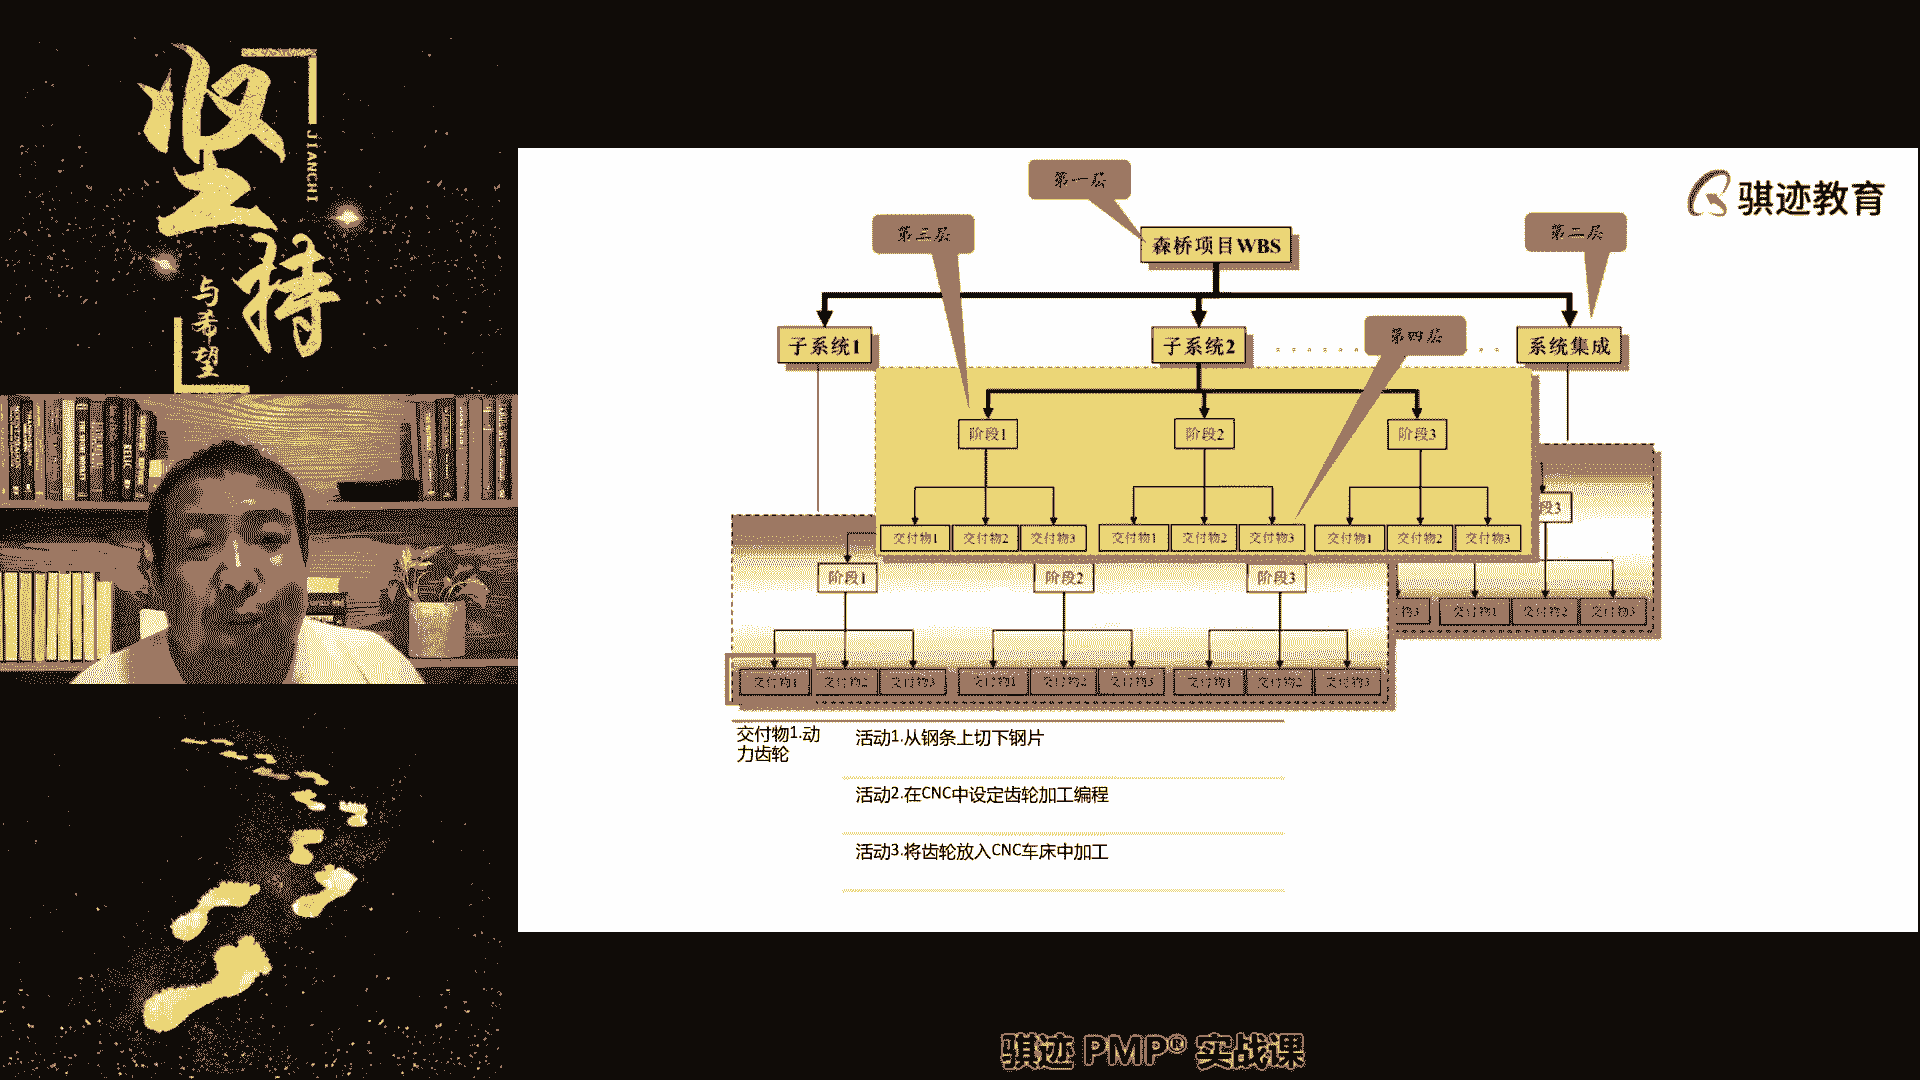 坚持
JIANCHI
与希望
骐迹教育
第一层
第三层
第二层
森桥项目WBS
第四层
子系统1
子系统2
系统集成
阶段1
阶段2
阶段3
段3
交付物1
交付物2
交付物3
交付物1
交付物2
交付物3
交付物1
交付物2
交付物3
阶段1
阶段2
阶段3
物3
交付物1
交付物2
交付物3
交付物1
交付物2
交付物3
交付物1
交付物2
交付物3
交付物1
交付物2
交付物3
交付物1.动
力齿轮
活动1.从钢条上切下钢片
活动2.在CNC中设定齿轮加工编程
活动3.将齿轮放入CNC车床中加工
骐迹 PMP® 实战课